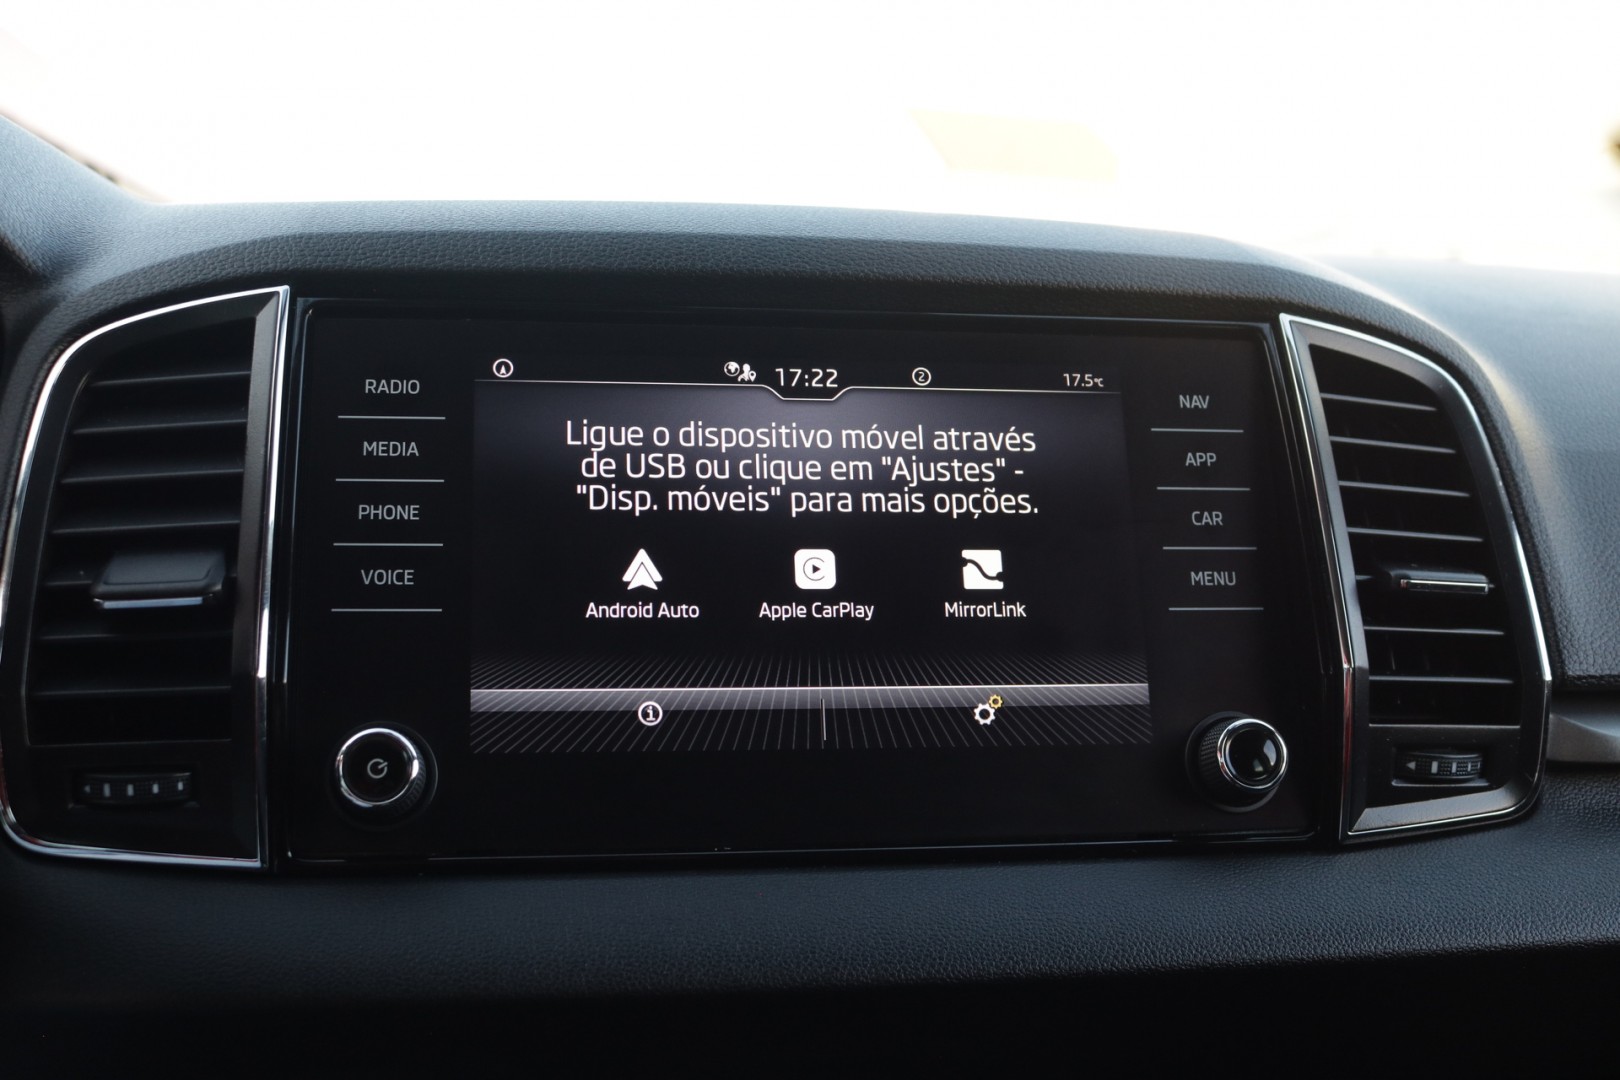 17:22
2
17.5°C
RADIO
MEDIA
PHONE
VOICE
Ligue o dispositivo móvel através
de USB ou clique em "Ajustes" -
"Disp. móveis" para mais opções.
Android Auto
Apple CarPlay
MirrorLink
NAV
APP
CAR
MENU